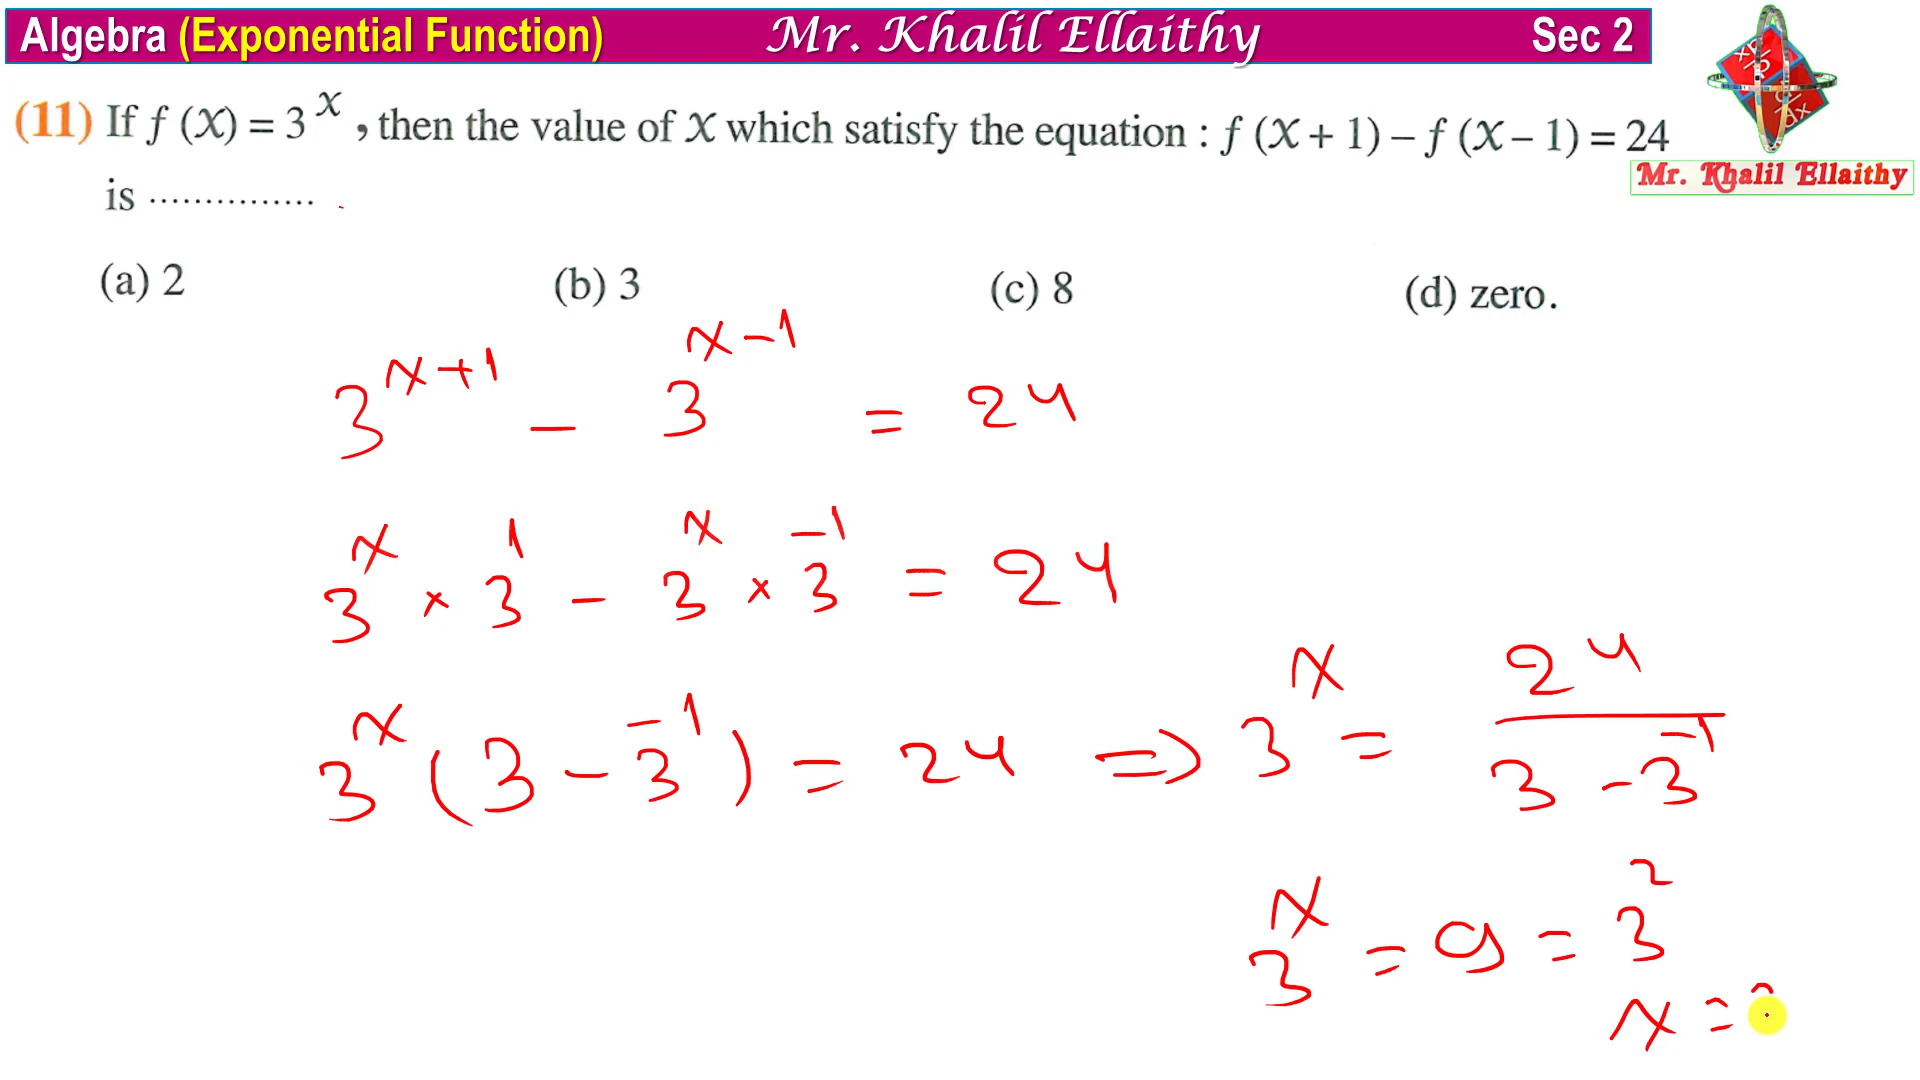 Algebra (Exponential Function) Mr. Khalil Ellaithy Sec 2
Mr. Khalil Ellaithy
(11) If f (X) = 3^X , then the value of X which satisfy the equation : f (X + 1) – f (X – 1) = 24
is ...............
(a) 2 (b) 3 (c) 8 (d) zero.
3^(x+1) − 3^(x−1) = 24
3^x × 3^1 − 3^x × 3^−1 = 24
3^x (3 − 3^−1) = 24 ⇒ 3^x = 24 / (3 − 3^−1)
3^x = 9 = 3^2
x =